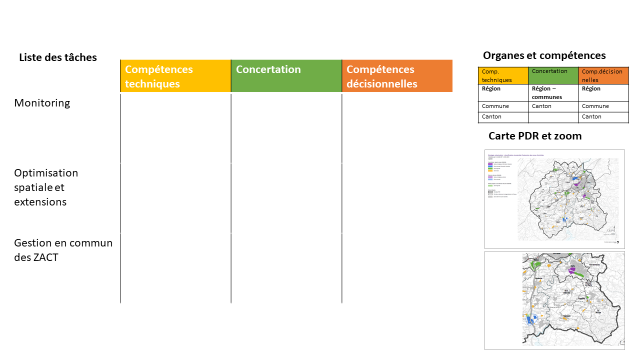 Liste des tâches
Compétences
techniques
Concertation
Compétences
décisionnelles
Monitoring
Optimisation
spatiale et
extensions
Gestion en commun
des ZACT
Organes et compétences
Comp.
techniques
Concertation
Comp.décision
nelles
Région
Région –
communes
Région
Commune
Canton
Commune
Canton
Canton
Carte PDR et zoom